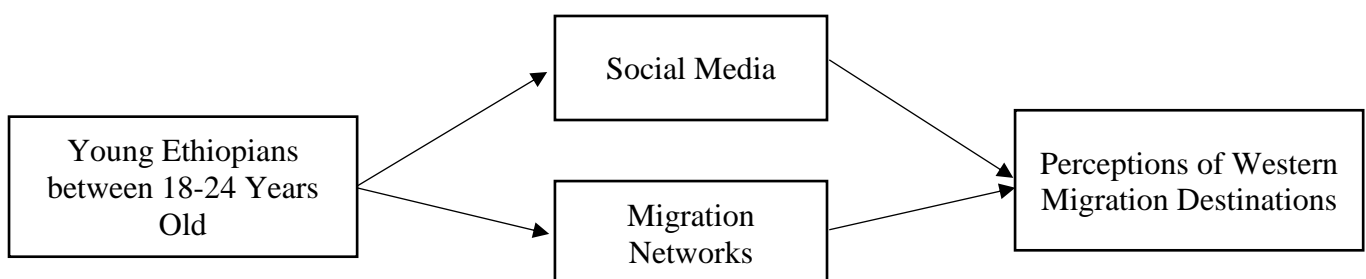 Young Ethiopians
between 18-24 Years
Old
Social Media
Migration
Networks
Perceptions of Western
Migration Destinations